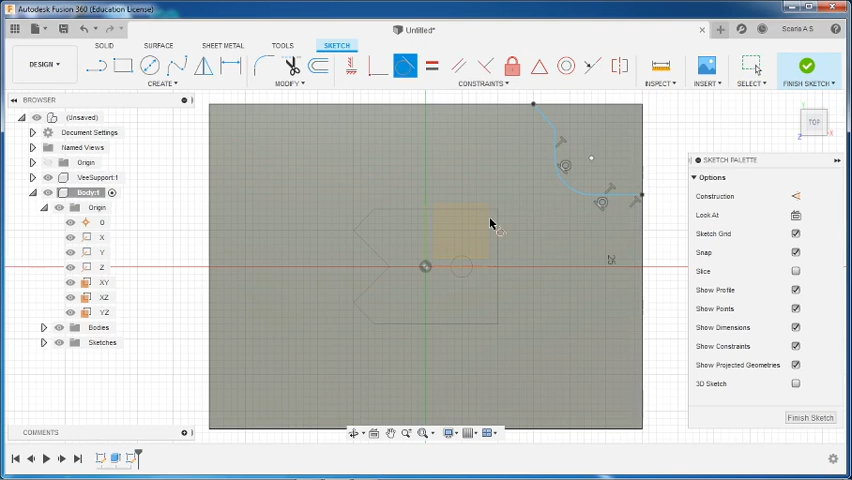 Autodesk Fusion 360 (Education License)
Untitled*
Scaria A S
SOLID SURFACE SHEET METAL TOOLS SKETCH
DESIGN
CREATE MODIFY CONSTRAINTS INSPECT INSERT SELECT FINISH SKETCH
BROWSER
(Unsaved)
Document Settings
Named Views
Origin
VeeSupport:1
Body:1
Origin
O
X
Y
Z
XY
XZ
YZ
Bodies
Sketches
COMMENTS
25
Y
TOP
X
Z
SKETCH PALETTE
Options
Construction
Look At
Sketch Grid
Snap
Slice
Show Profile
Show Points
Show Dimensions
Show Constraints
Show Projected Geometries
3D Sketch
Finish Sketch